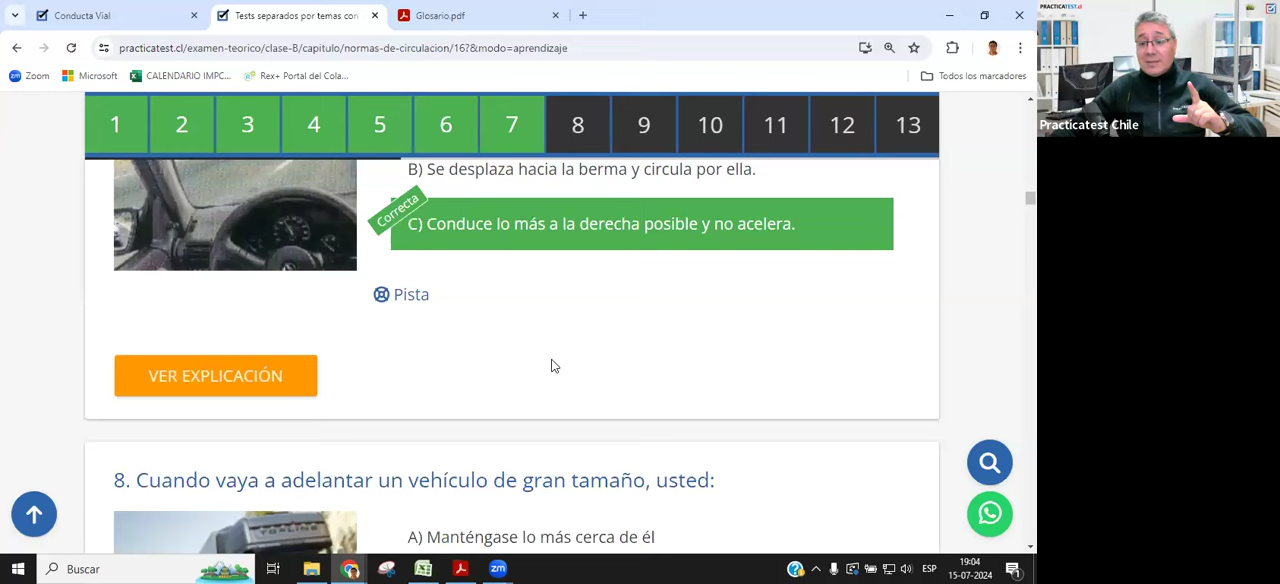 Conducta Vial
Tests separados por temas con
Glosario.pdf
practicatest.cl/examen-teorico/clase-B/capitulo/normas-de-circulacion/16?&modo=aprendizaje
Zoom
Microsoft
CALENDARIO IMPC...
Rex+ Portal del Cola...
Todos los marcadores
1 2 3 4 5 6 7 8 9 10 11 12 13
B) Se desplaza hacia la berma y circula por ella.
Correcta
C) Conduce lo más a la derecha posible y no acelera.
Pista
VER EXPLICACIÓN
8. Cuando vaya a adelantar un vehículo de gran tamaño, usted:
A) Manténgase lo más cerca de él
PRACTICATEST.cl
Practicatest Chile
Buscar
ESP
19:04
15-07-2024